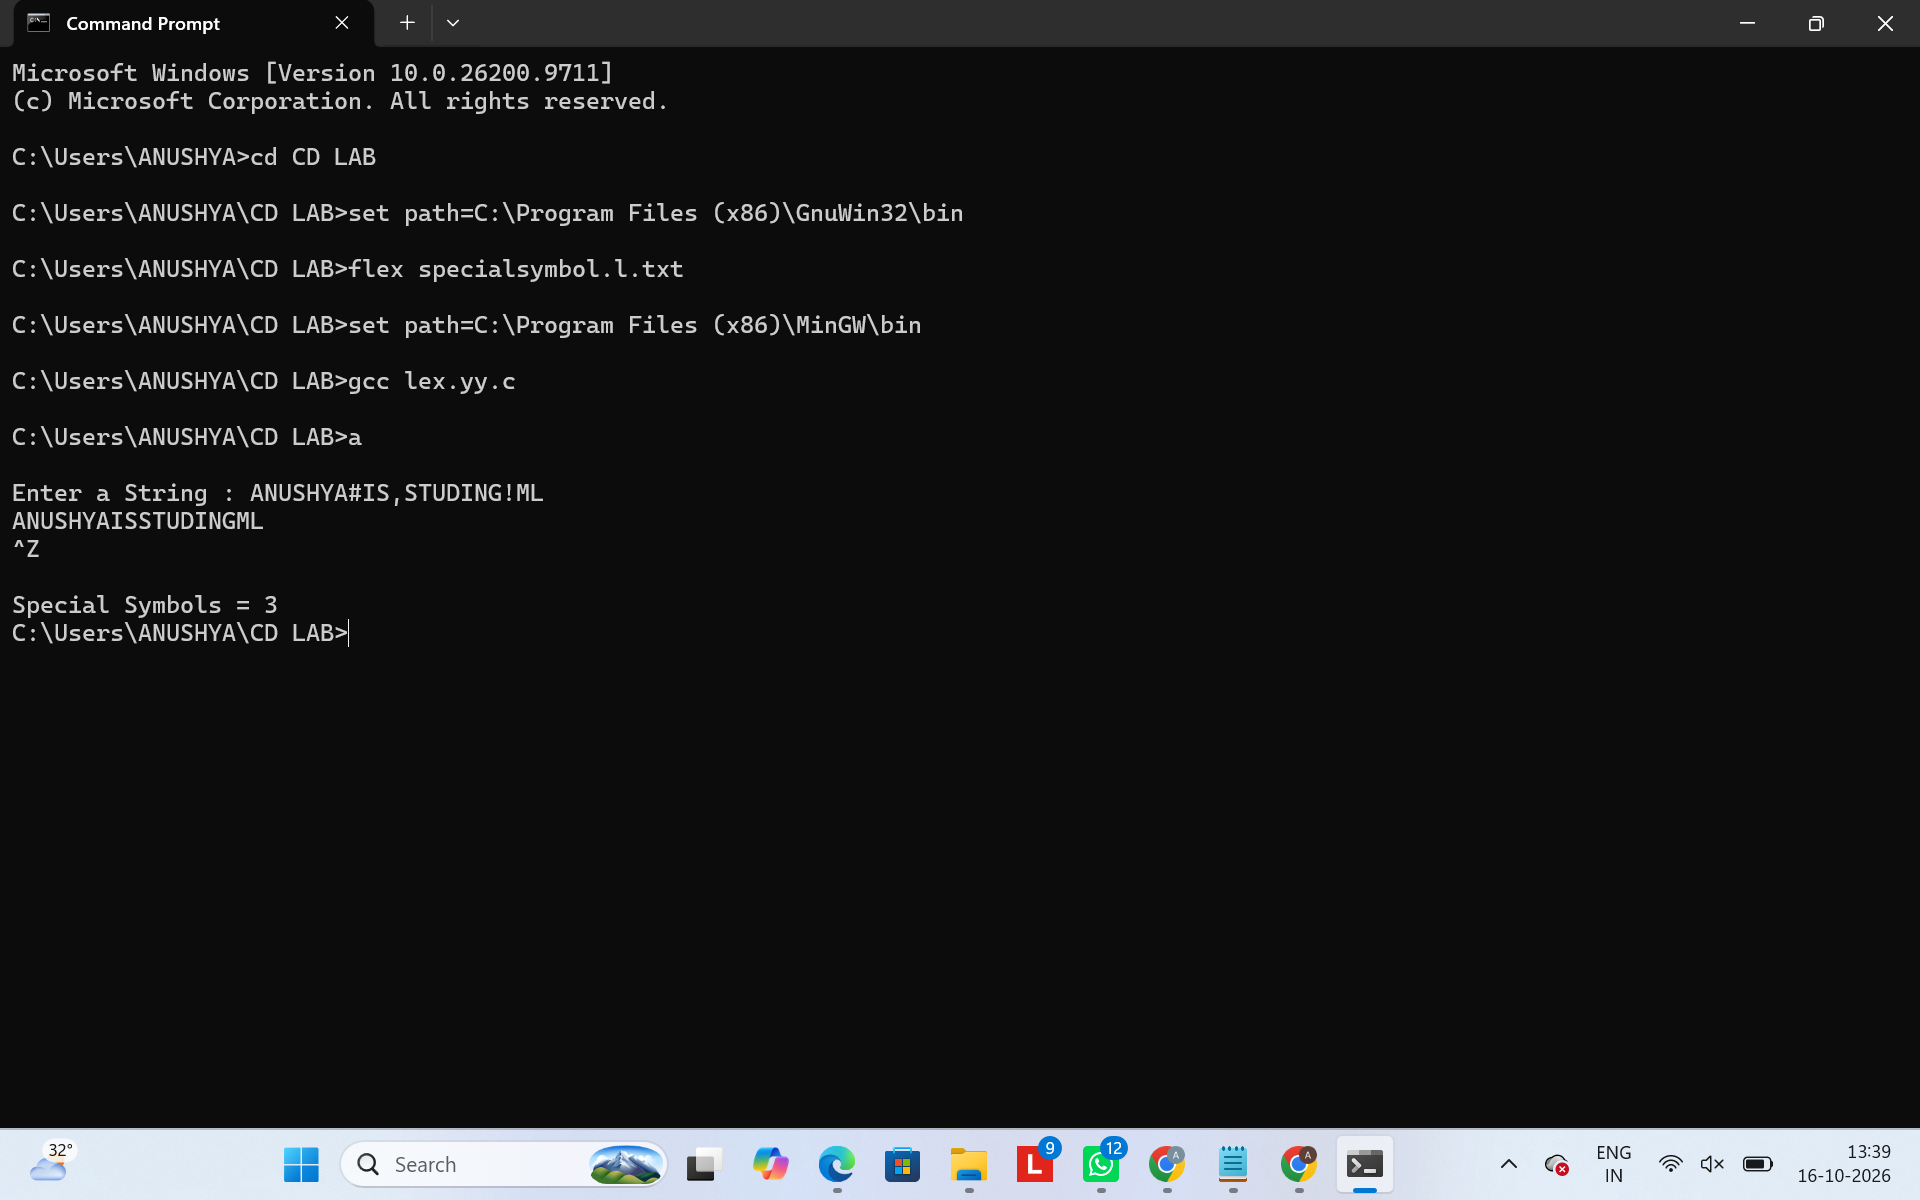 Command Prompt
Microsoft Windows [Version 10.0.26200.9711]
(c) Microsoft Corporation. All rights reserved.
C:\Users\ANUSHYA>cd CD LAB
C:\Users\ANUSHYA\CD LAB>set path=C:\Program Files (x86)\GnuWin32\bin
C:\Users\ANUSHYA\CD LAB>flex specialsymbol.l.txt
C:\Users\ANUSHYA\CD LAB>set path=C:\Program Files (x86)\MinGW\bin
C:\Users\ANUSHYA\CD LAB>gcc lex.yy.c
C:\Users\ANUSHYA\CD LAB>a
Enter a String : ANUSHYA#IS,STUDING!ML
ANUSHYAISSTUDINGML
^Z
Special Symbols = 3
C:\Users\ANUSHYA\CD LAB>
32°
Search
L
9
12
A
A
ENG
IN
13:39
16-10-2026